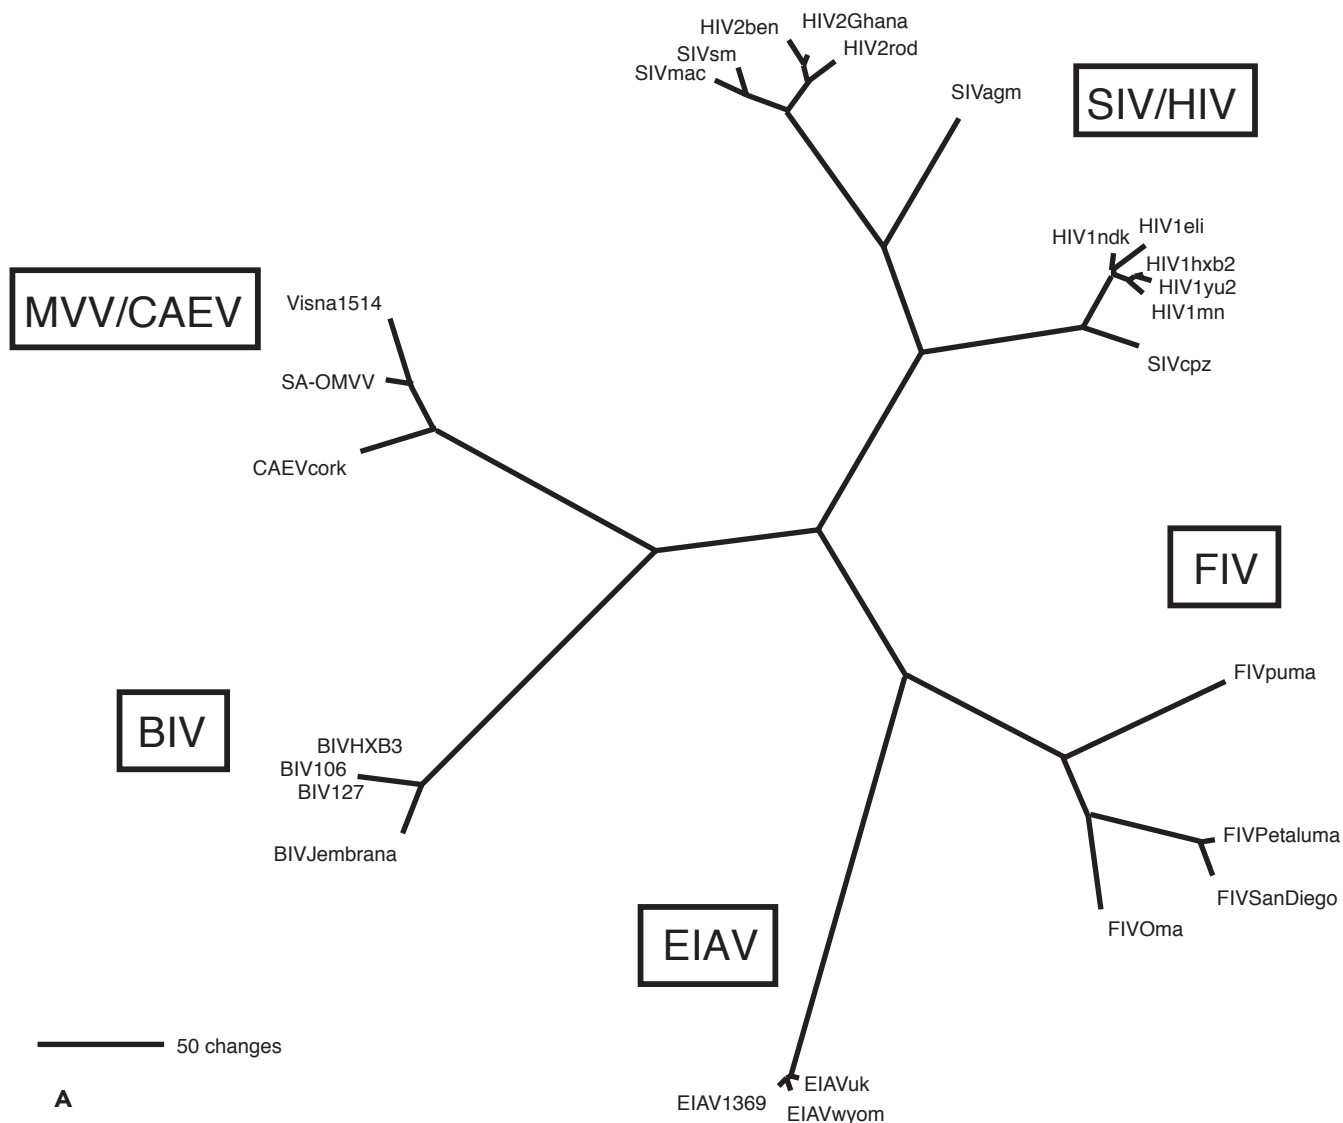 HIV2ben
HIV2Ghana
SIVsm
HIV2rod
SIVmac
SIVagm
SIV/HIV
HIV1ndk
HIV1eli
HIV1hxb2
HIV1yu2
HIV1mn
SIVcpz
MVV/CAEV
Visna1514
SA-OMVV
CAEVcork
FIV
FIVpuma
FIVPetaluma
FIVSanDiego
FIVOma
BIV
BIVHXB3
BIV106
BIV127
BIVJembrana
EIAV
EIAV1369
EIAVuk
EIAVwyom
50 changes
A